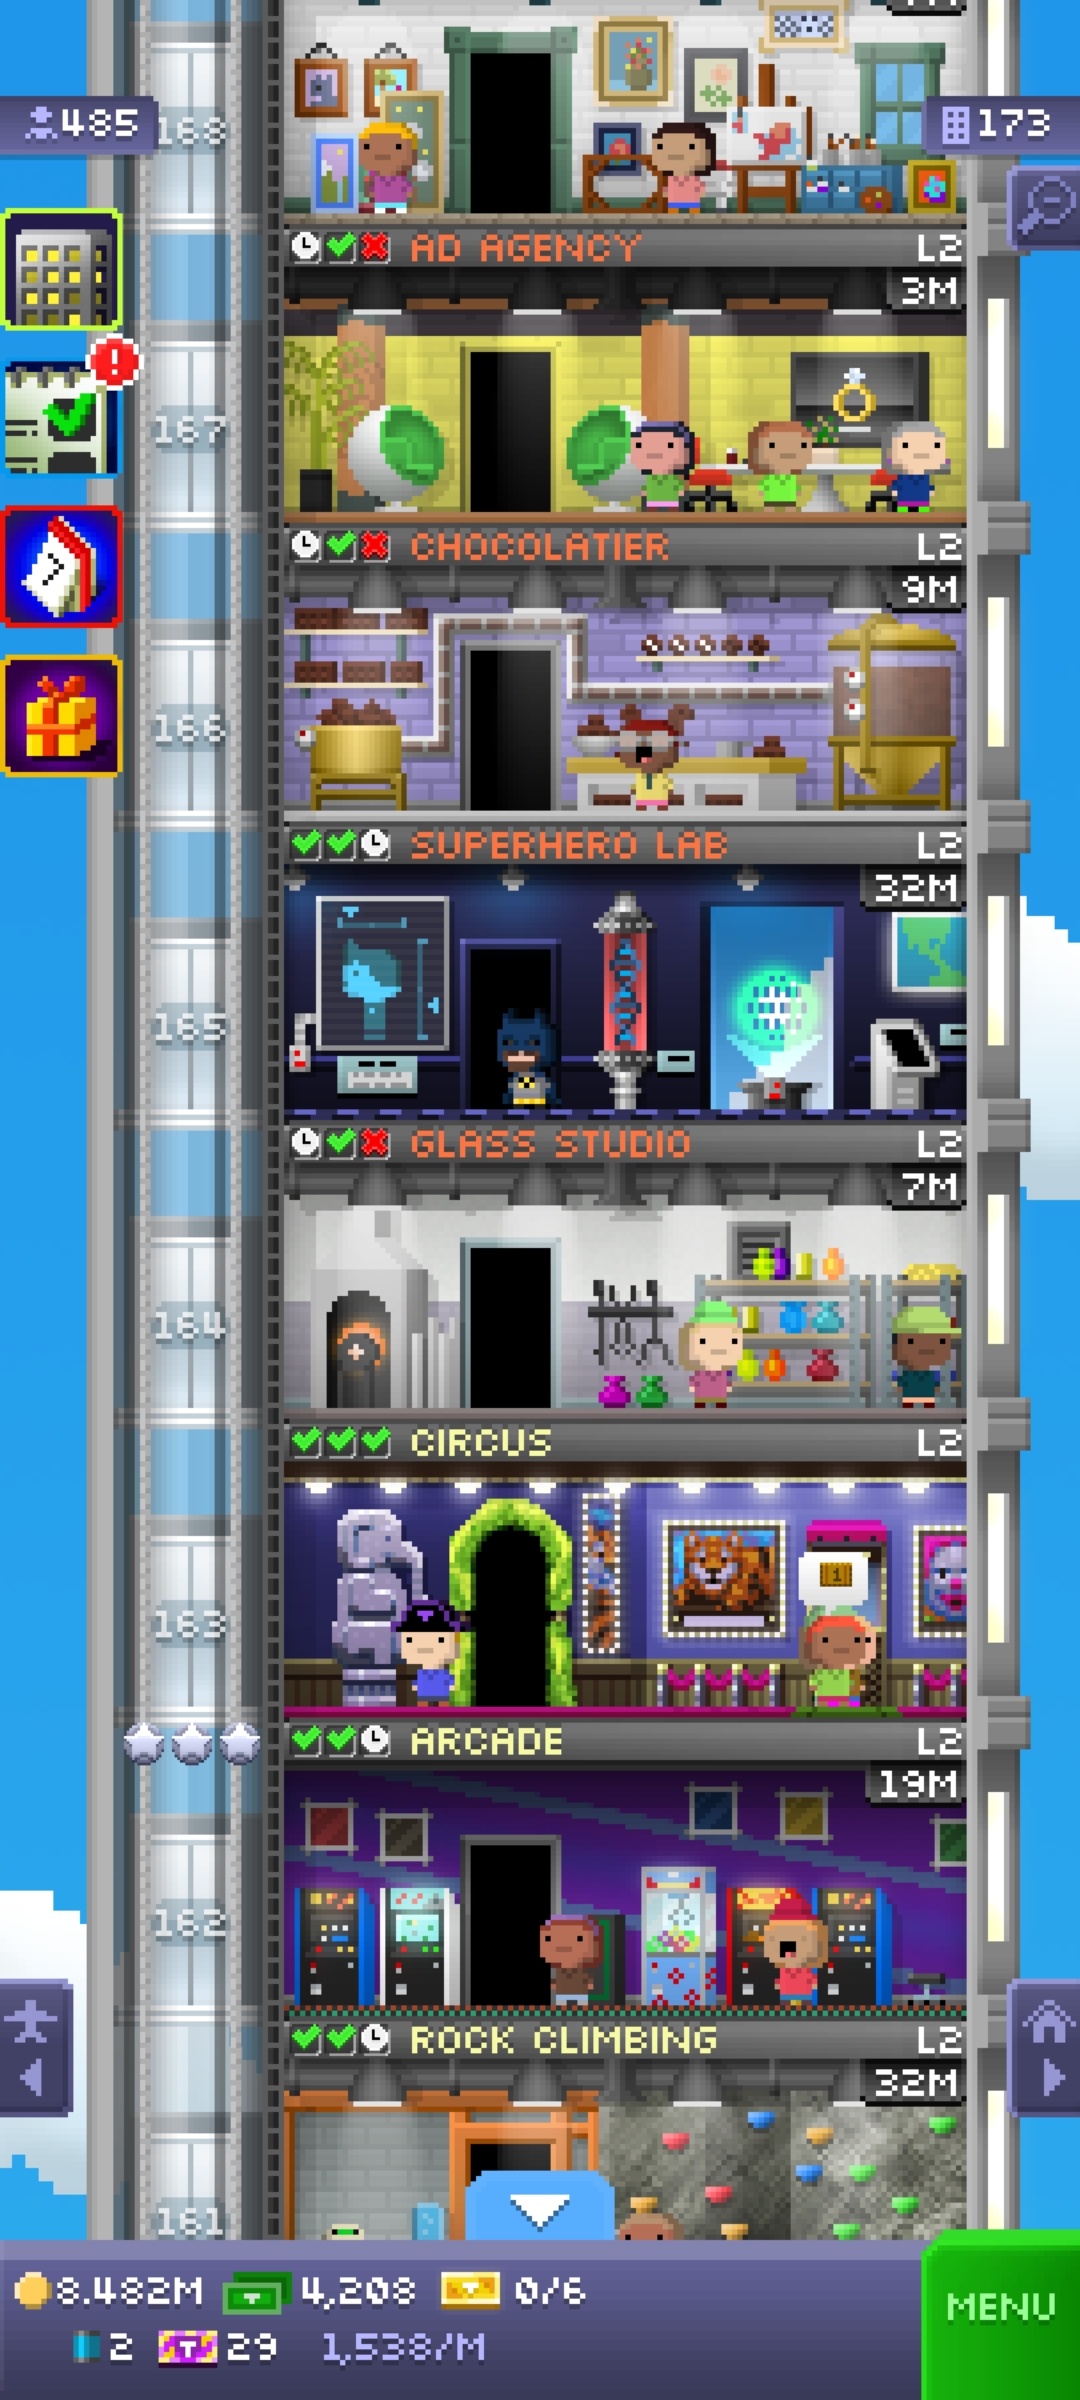 485
168
173
AD AGENCY L2
3M
167
CHOCOLATIER L2
9M
7
166
SUPERHERO LAB L2
32M
165
GLASS STUDIO L2
7M
164
CIRCUS L2
1
163
ARCADE L2
19M
162
ROCK CLIMBING L2
32M
161
8.482M 4,208 0/6
MENU
2 T 29 1,538/M